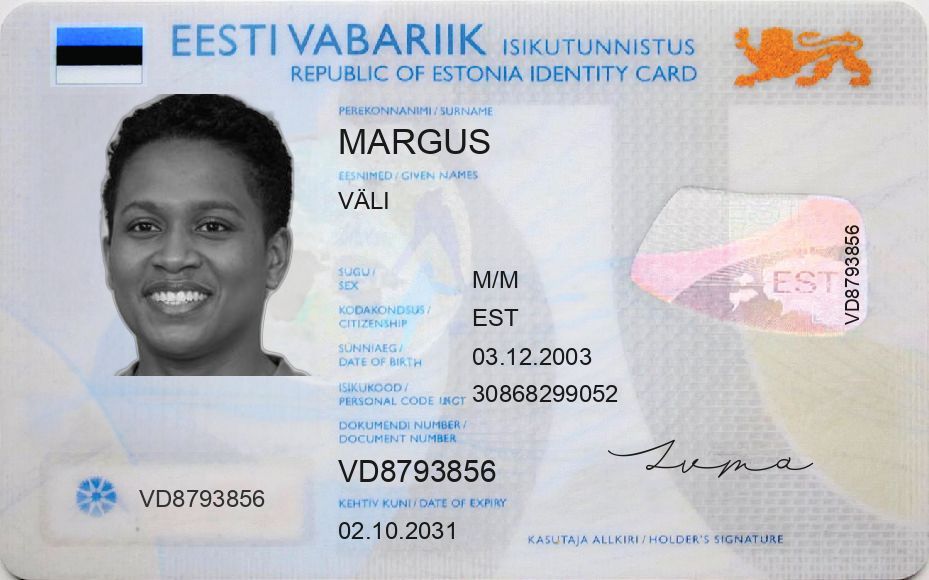 EESTI VABARIIK ISIKUTUNNISTUS
REPUBLIC OF ESTONIA IDENTITY CARD
PEREKONNANIMI / SURNAME
MARGUS
EESNIMED / GIVEN NAMES
VÄLI
SUGU / SEX
M/M
KODAKONDSUS / CITIZENSHIP
EST
SÜNNIAEG / DATE OF BIRTH
03.12.2003
ISIKUKOOD / PERSONAL CODE
30868299052
DOKUMENDI NUMBER / DOCUMENT NUMBER
VD8793856
KEHTIV KUNI / DATE OF EXPIRY
02.10.2031
VD8793856
EST
VD8793856
KASUTAJA ALLKIRI / HOLDER'S SIGNATURE